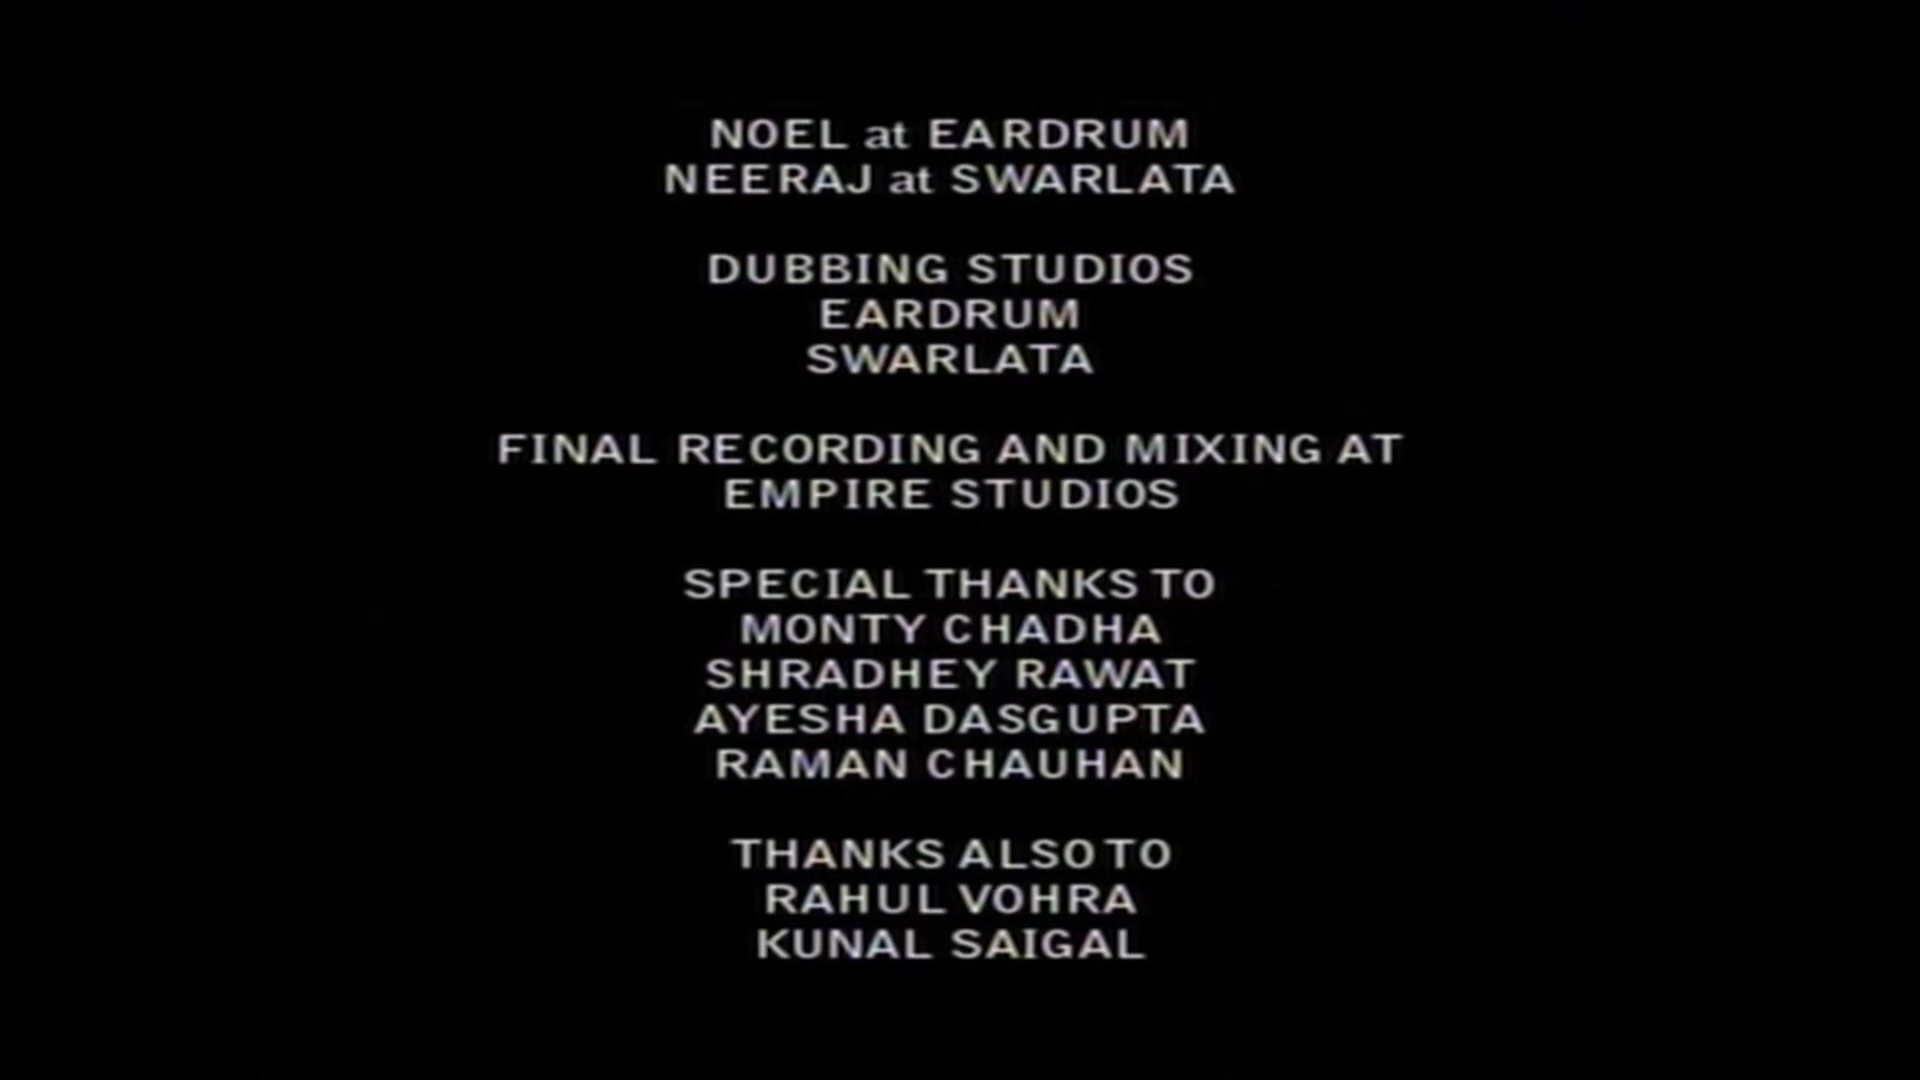 NOEL at EARDRUM
NEERAJ at SWARLATA
DUBBING STUDIOS
EARDRUM
SWARLATA
FINAL RECORDING AND MIXING AT
EMPIRE STUDIOS
SPECIAL THANKS TO
MONTY CHADHA
SHRADHEY RAWAT
AYESHA DASGUPTA
RAMAN CHAUHAN
THANKS ALSO TO
RAHUL VOHRA
KUNAL SAIGAL